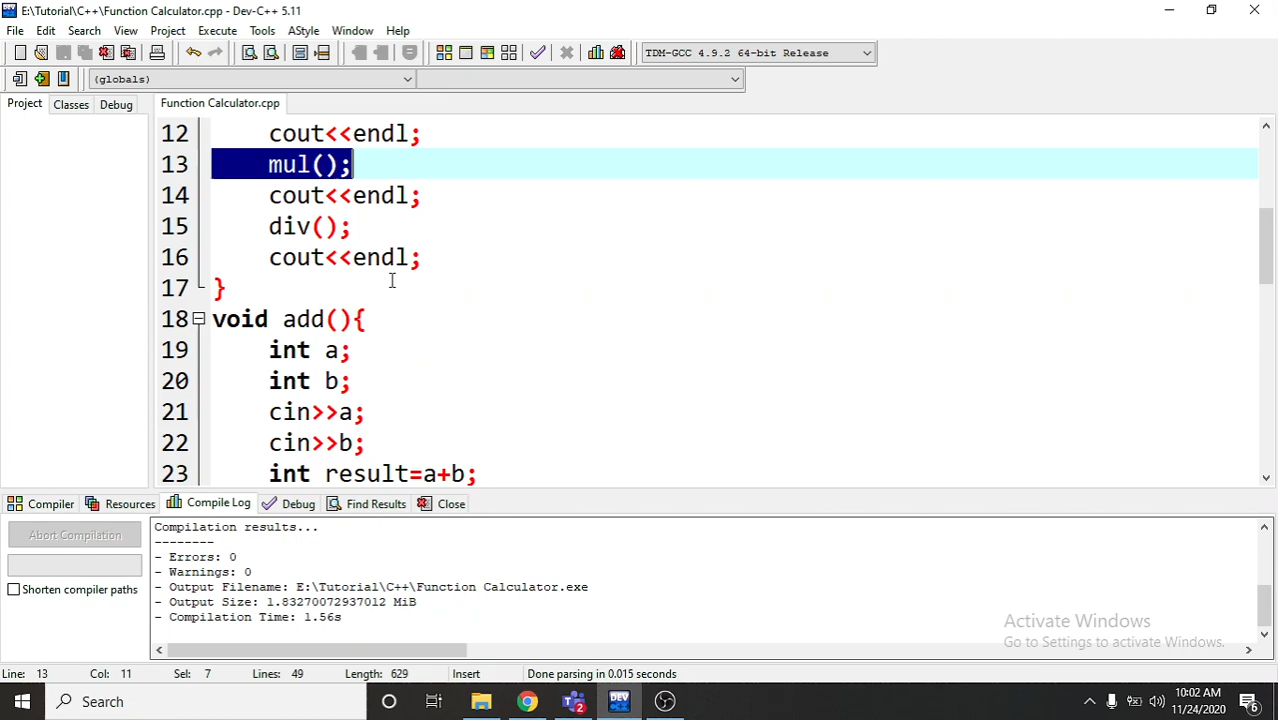 E:\Tutorial\C++\Function Calculator.cpp - Dev-C++ 5.11
File Edit Search View Project Execute Tools AStyle Window Help
TDM-GCC 4.9.2 64-bit Release
(globals)
Project Classes Debug Function Calculator.cpp
12 cout<<endl;
13 mul();
14 cout<<endl;
15 div();
16 cout<<endl;
17 }
18 void add(){
19 int a;
20 int b;
21 cin>>a;
22 cin>>b;
23 int result=a+b;
Compiler Resources Compile Log Debug Find Results Close
Abort Compilation
Shorten compiler paths
Compilation results...
--------
- Errors: 0
- Warnings: 0
- Output Filename: E:\Tutorial\C++\Function Calculator.exe
- Output Size: 1.83270072937012 MiB
- Compilation Time: 1.56s
Activate Windows
Go to Settings to activate Windows.
Line: 13 Col: 11 Sel: 7 Lines: 49 Length: 629 Insert Done parsing in 0.015 seconds
Search
2
DEV
10:02 AM
11/24/2020
6